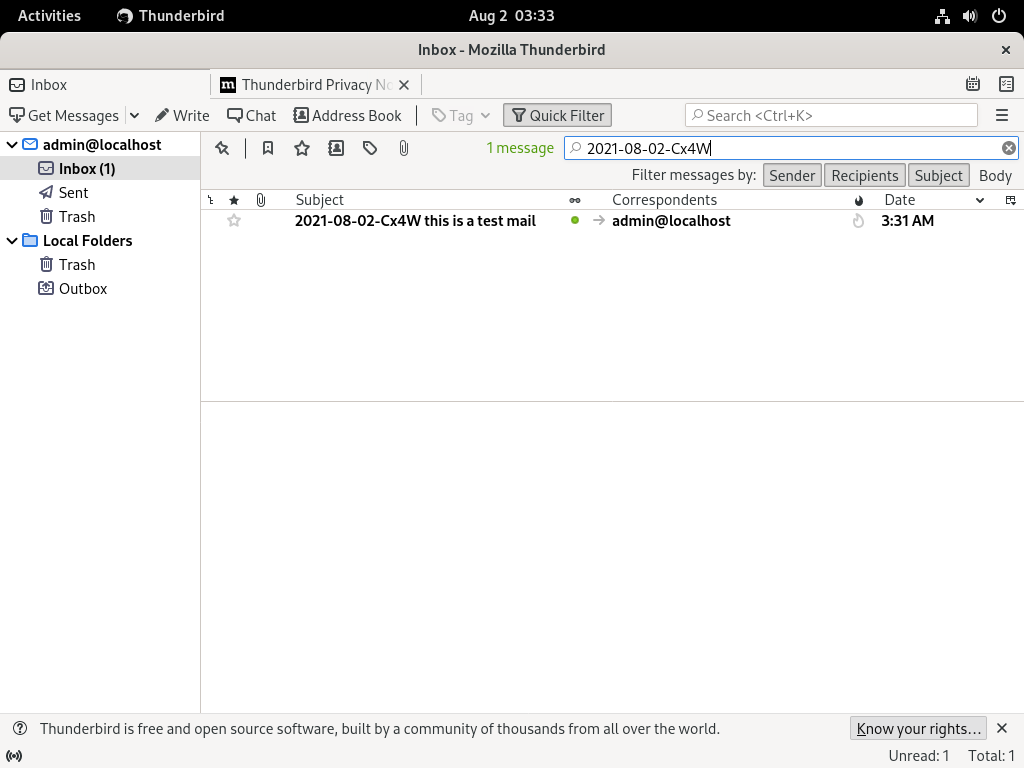 Activities Thunderbird Aug 2 03:33
Inbox - Mozilla Thunderbird
Inbox Thunderbird Privacy No
Get Messages Write Chat Address Book Tag Quick Filter Search <Ctrl+K>
admin@localhost
Inbox (1)
Sent
Trash
Local Folders
Trash
Outbox
1 message 2021-08-02-Cx4W
Filter messages by: Sender Recipients Subject Body
Subject Correspondents Date
2021-08-02-Cx4W this is a test mail admin@localhost 3:31 AM
Thunderbird is free and open source software, built by a community of thousands from all over the world. Know your rights...
Unread: 1 Total: 1